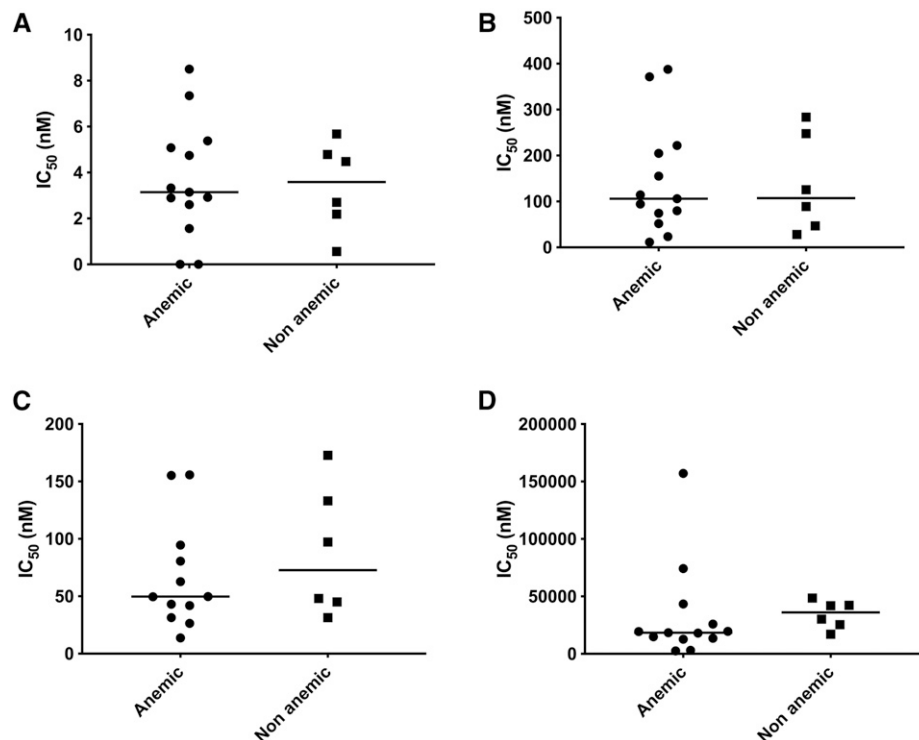 A
IC50 (nM)
10
8
6
4
2
0
Anemic
Non anemic
B
IC50 (nM)
500
400
300
200
100
0
Anemic
Non anemic
C
IC50 (nM)
200
150
100
50
0
Anemic
Non anemic
D
IC50 (nM)
200000
150000
100000
50000
0
Anemic
Non anemic